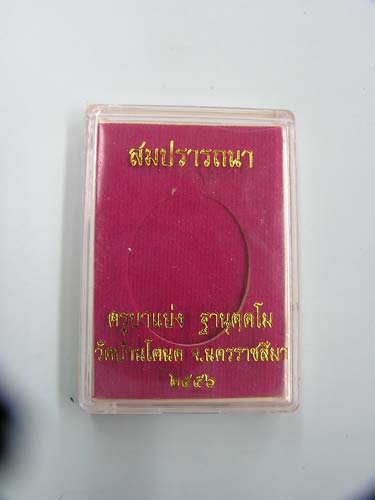 สมปรารถนา
ครูบาแบ่ง ฐานุตฺตโม
วัดบ้านโตนด จ.นครราชสีมา
๒๕๕๖